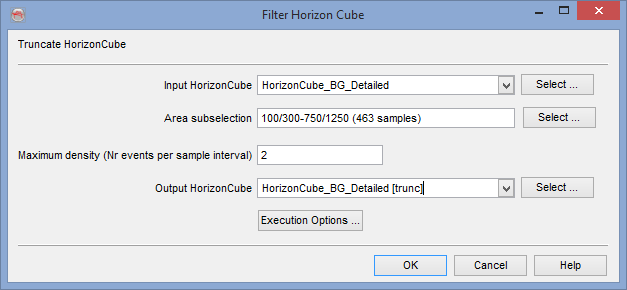 Filter Horizon Cube
Truncate HorizonCube
Input HorizonCube HorizonCube_BG_Detailed Select ...
Area subselection 100/300-750/1250 (463 samples) Select ...
Maximum density (Nr events per sample interval) 2
Output HorizonCube HorizonCube_BG_Detailed [trunc] Select ...
Execution Options ...
OK Cancel Help